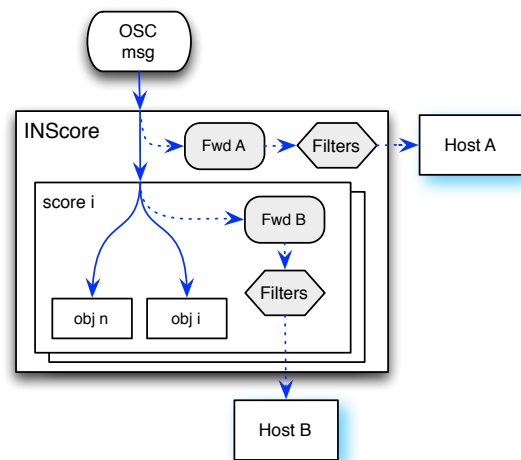 OSC
msg
INScore
Fwd A
Filters
Host A
score i
Fwd B
Filters
obj n
obj i
Host B